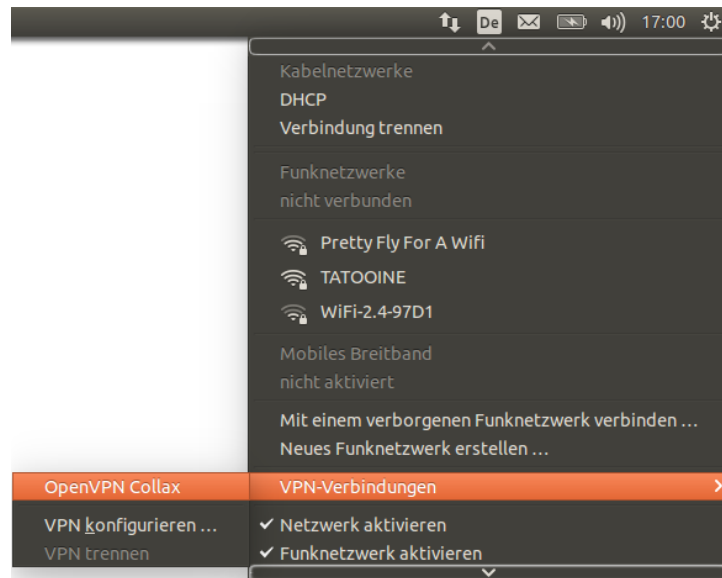 De 17:00
Kabelnetzwerke
DHCP
Verbindung trennen
Funknetzwerke
nicht verbunden
Pretty Fly For A Wifi
TATOOINE
WiFi-2.4-97D1
Mobiles Breitband
nicht aktiviert
Mit einem verborgenen Funknetzwerk verbinden ...
Neues Funknetzwerk erstellen ...
VPN-Verbindungen
OpenVPN Collax
VPN konfigurieren ...
VPN trennen
Netzwerk aktivieren
Funknetzwerk aktivieren